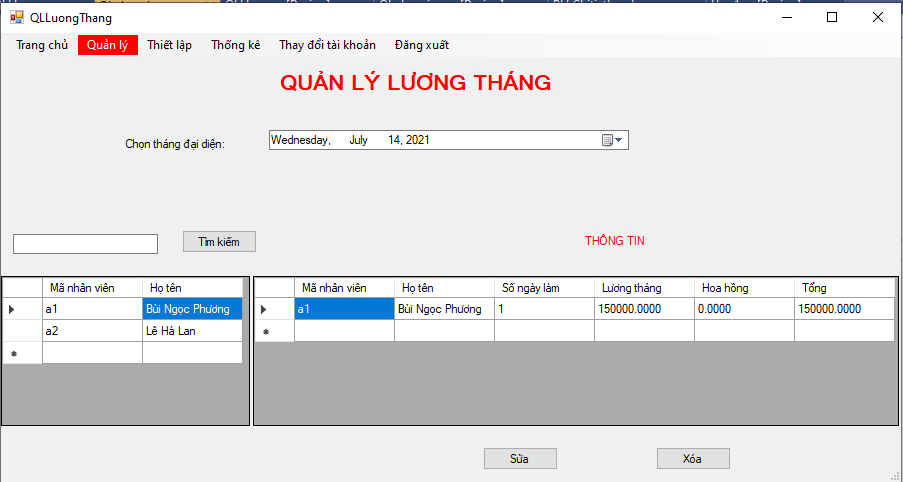 QLLuongThang
Trang chủ Quản lý Thiết lập Thống kê Thay đổi tài khoản Đăng xuất
QUẢN LÝ LƯƠNG THÁNG
Chọn tháng đại diện: Wednesday, July 14, 2021
Tìm kiếm THÔNG TIN
Mã nhân viên Họ tên Mã nhân viên Họ tên Số ngày làm Lương tháng Hoa hồng Tổng
a1 Bùi Ngọc Phương a1 Bùi Ngọc Phương 1 150000.0000 0.0000 150000.0000
a2 Lê Hà Lan
Sửa Xóa